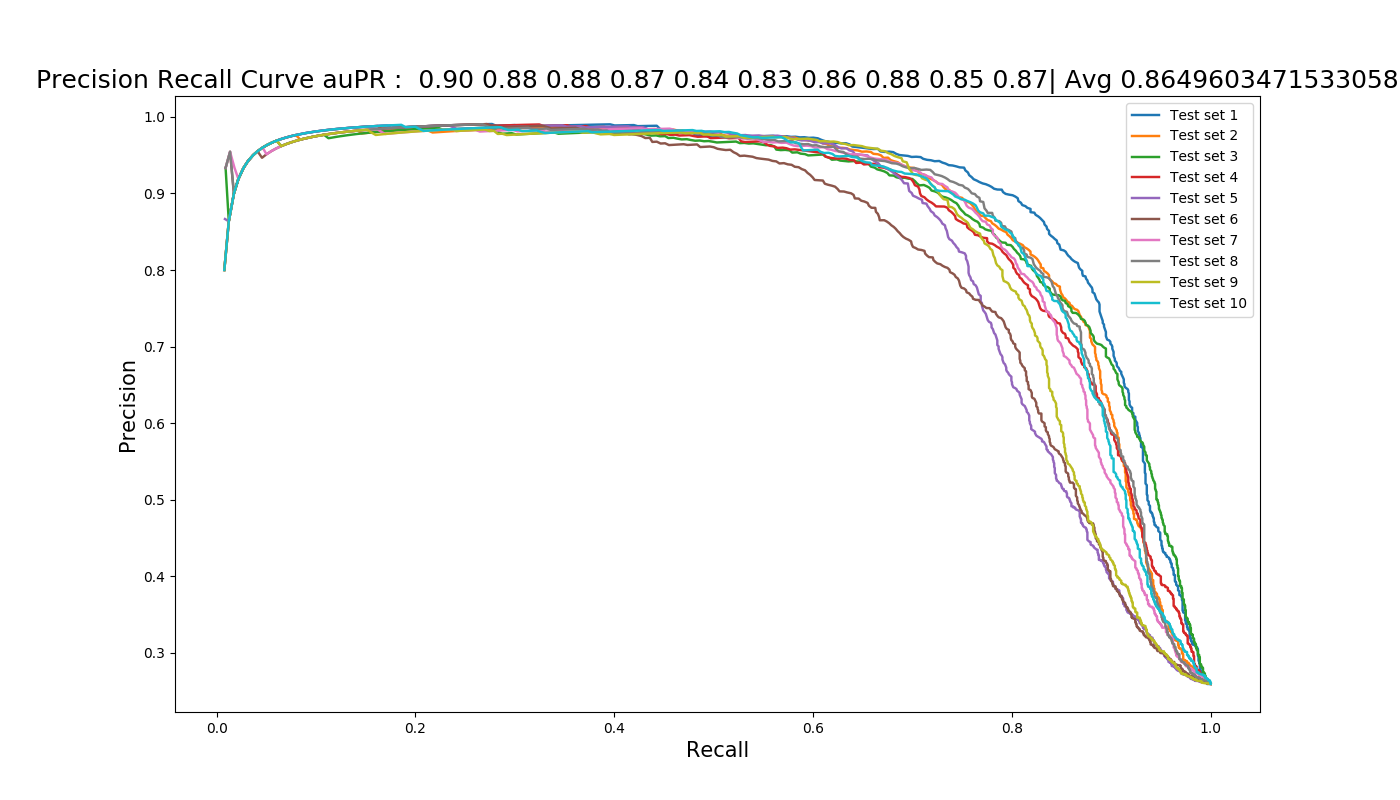 Precision Recall Curve auPR :  0.90 0.88 0.88 0.87 0.84 0.83 0.86 0.88 0.85 0.87| Avg 0.8649603471533058
1.0
0.9
0.8
0.7
0.6
0.5
0.4
0.3
Precision
Test set 1
Test set 2
Test set 3
Test set 4
Test set 5
Test set 6
Test set 7
Test set 8
Test set 9
Test set 10
0.0 0.2 0.4 0.6 0.8 1.0
Recall